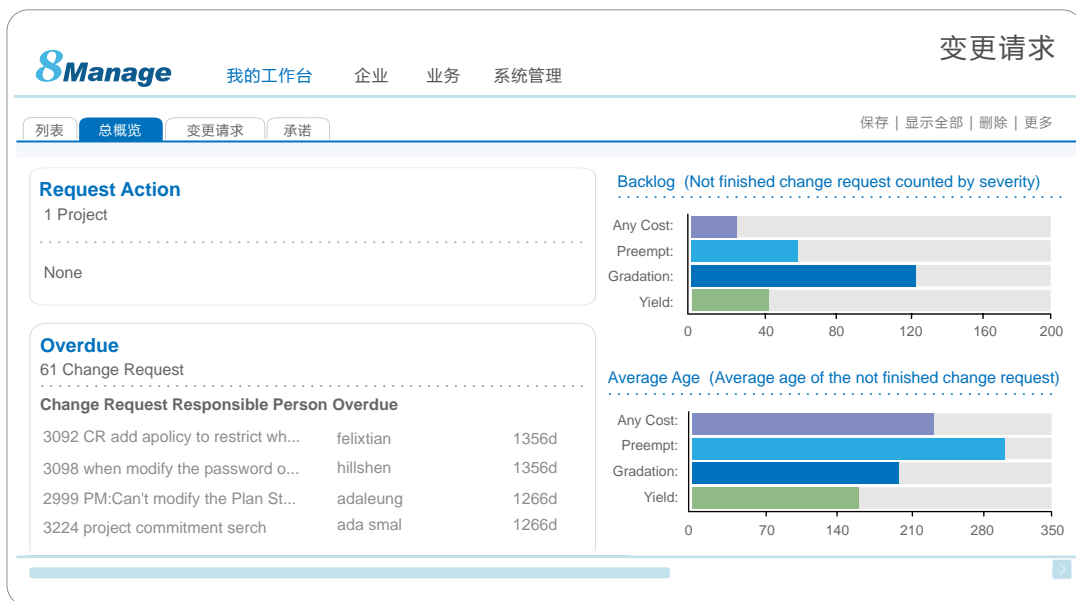 变更请求
8Manage 我的工作台 企业 业务 系统管理
列表 总概览 变更请求 承诺 保存 | 显示全部 | 删除 | 更多
Request Action
1 Project
None
Overdue
61 Change Request
Change Request Responsible Person Overdue
3092 CR add apolicy to restrict wh... felixtian 1356d
3098 when modify the password o... hillshen 1356d
2999 PM:Can't modify the Plan St... adaleung 1266d
3224 project commitment serch ada smal 1266d
Backlog (Not finished change request counted by severity)
Any Cost:
Preempt:
Gradation:
Yield:
0 40 80 120 160 200
Average Age (Average age of the not finished change request)
Any Cost:
Preempt:
Gradation:
Yield:
0 70 140 210 280 350